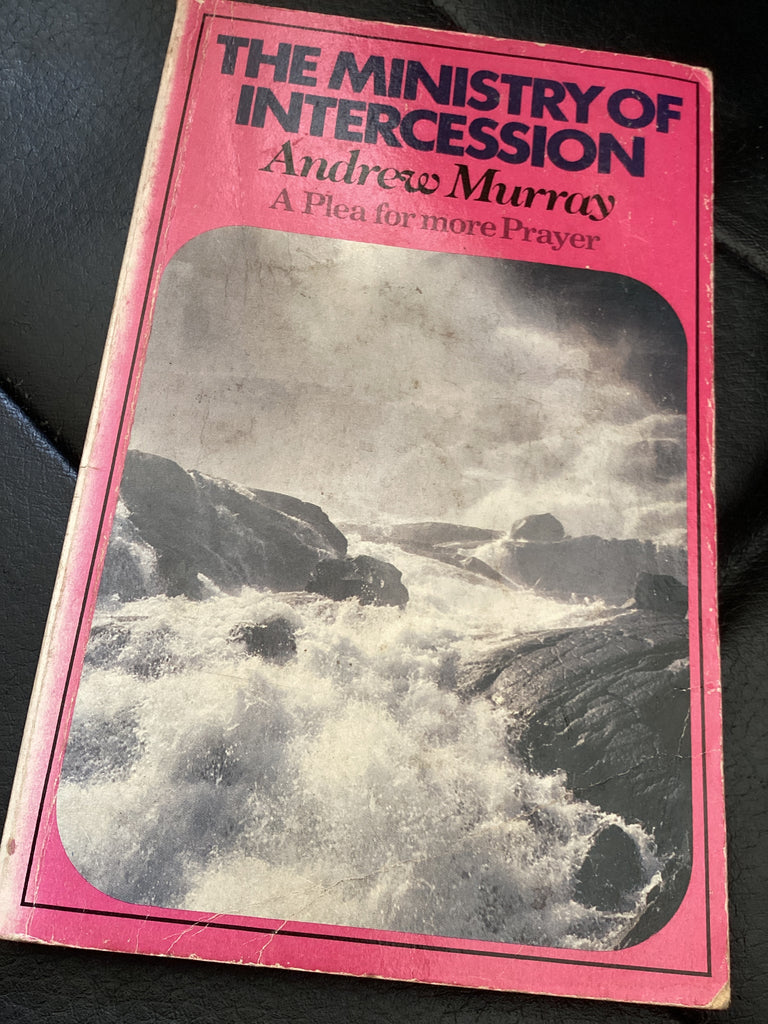 THE MINISTRY OF
INTERCESSION
Andrew Murray
A Plea for more Prayer